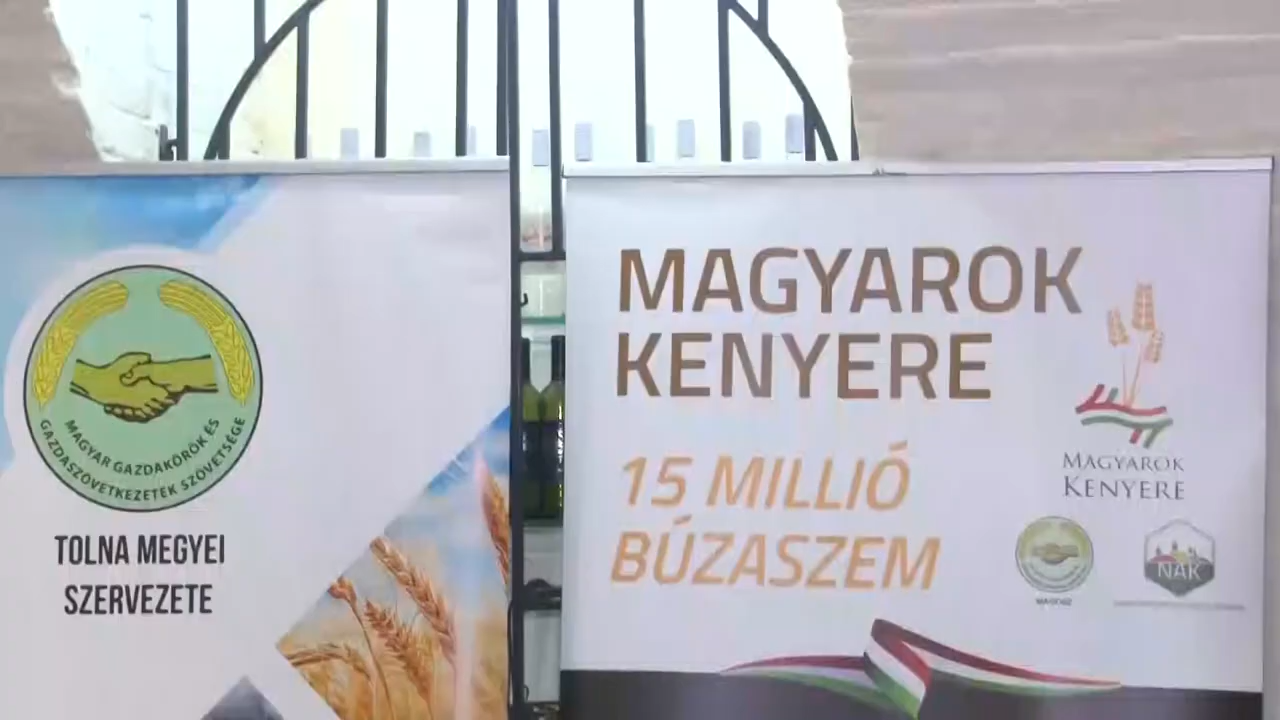 MAGYAR GAZDAKÖRÖK ÉS
GAZDASZÖVETKEZETEK SZÖVETSÉGE
TOLNA MEGYEI
SZERVEZETE
MAGYAROK
KENYERE
15 MILLIÓ
BÚZASZEM
MAGYAROK
KENYERE
NAK